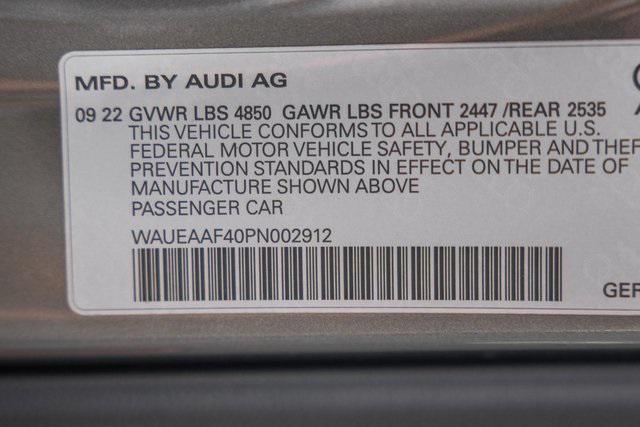 MFD. BY AUDI AG
09 22 GVWR LBS 4850 GAWR LBS FRONT 2447 /REAR 2535
THIS VEHICLE CONFORMS TO ALL APPLICABLE U.S.
FEDERAL MOTOR VEHICLE SAFETY, BUMPER AND THEF
PREVENTION STANDARDS IN EFFECT ON THE DATE OF
MANUFACTURE SHOWN ABOVE
PASSENGER CAR
WAUEAAF40PN002912
GER